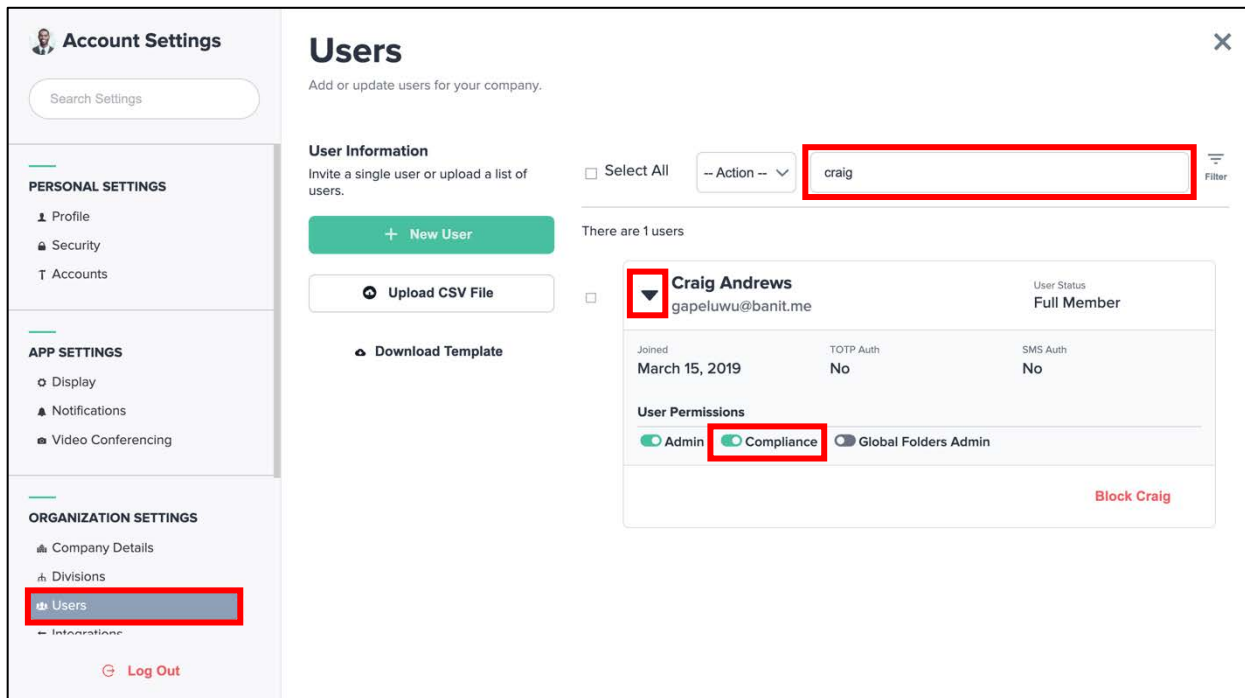 Account Settings
Search Settings
PERSONAL SETTINGS
Profile
Security
Accounts
APP SETTINGS
Display
Notifications
Video Conferencing
ORGANIZATION SETTINGS
Company Details
Divisions
Users
Integrations
Log Out
Users
Add or update users for your company.
User Information
Invite a single user or upload a list of
users.
+ New User
Upload CSV File
Download Template
Select All
-- Action --
craig
Filter
There are 1 users
Craig Andrews
gapeluwu@banit.me
User Status
Full Member
Joined
March 15, 2019
TOTP Auth
No
SMS Auth
No
User Permissions
Admin Compliance Global Folders Admin
Block Craig